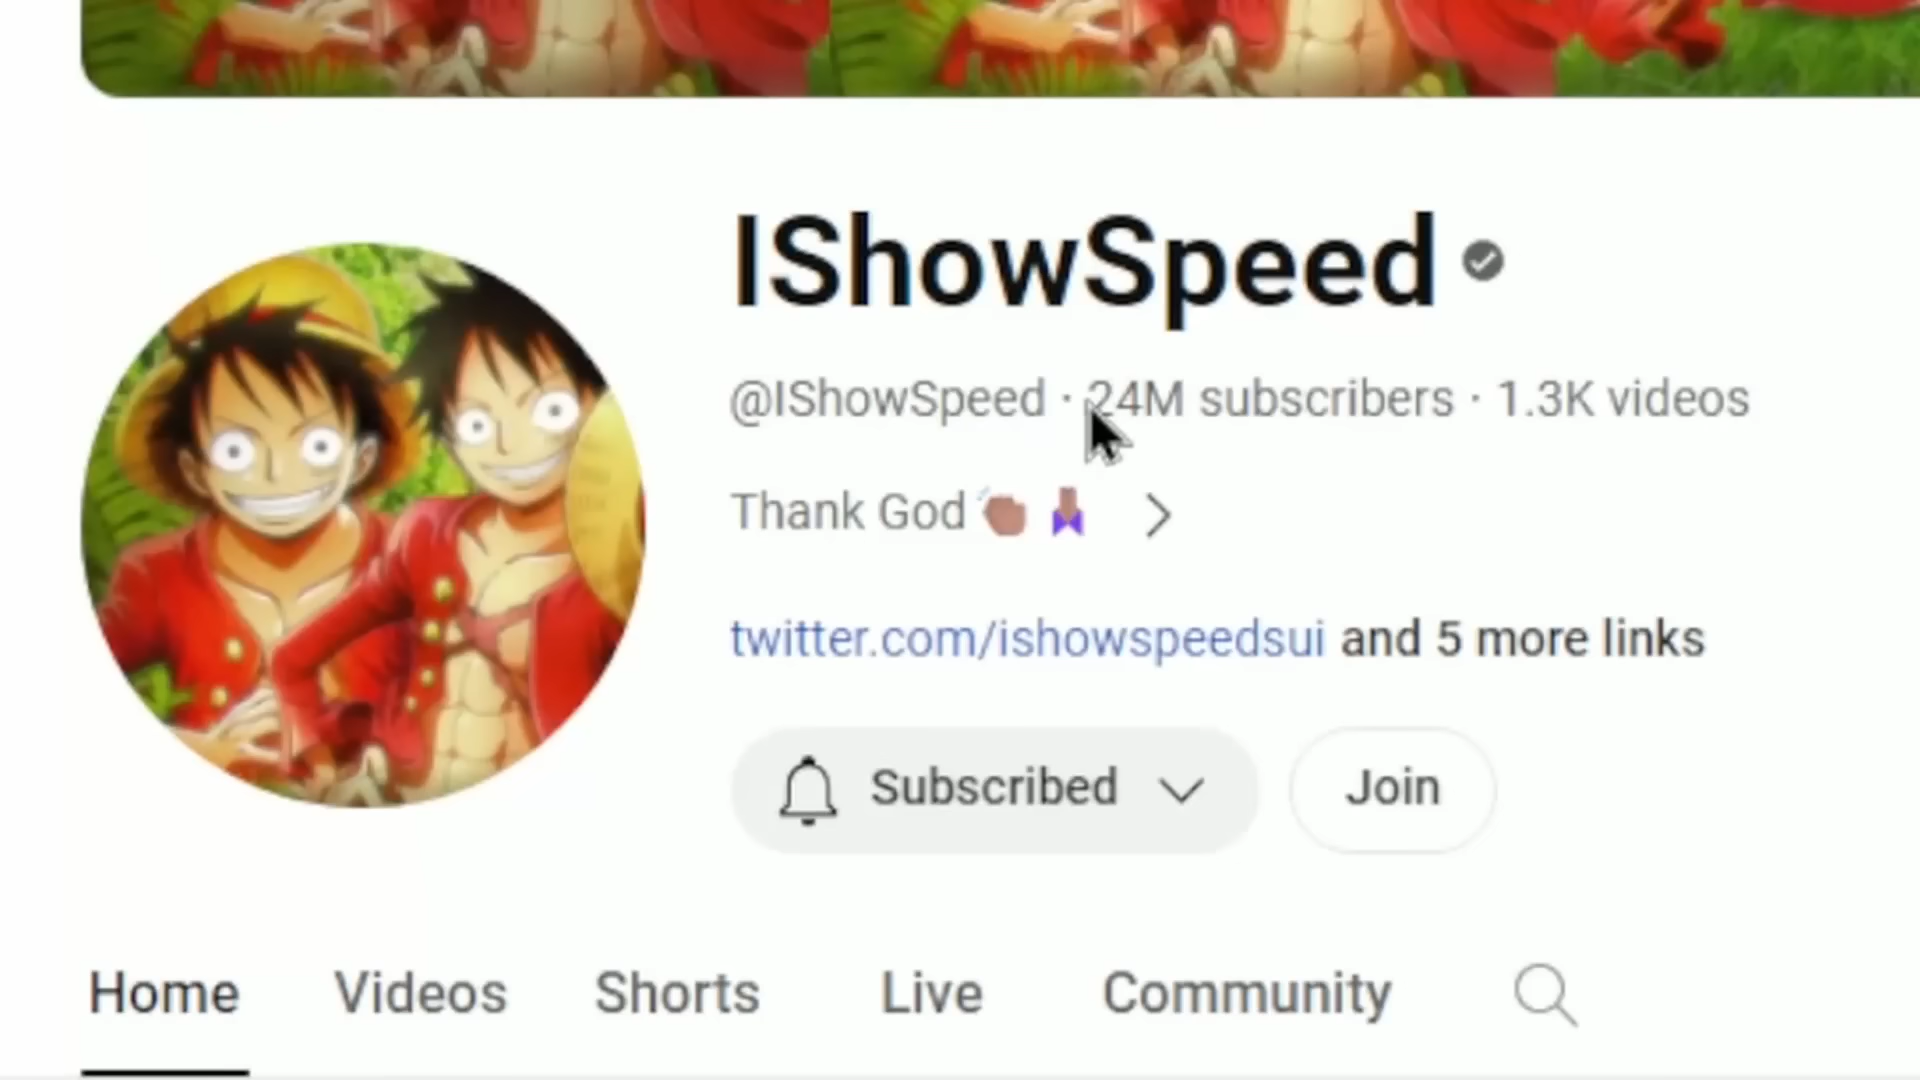 IShowSpeed
@IShowSpeed · 24M subscribers · 1.3K videos
Thank God
twitter.com/ishowspeedsui and 5 more links
Subscribed Join
Home Videos Shorts Live Community